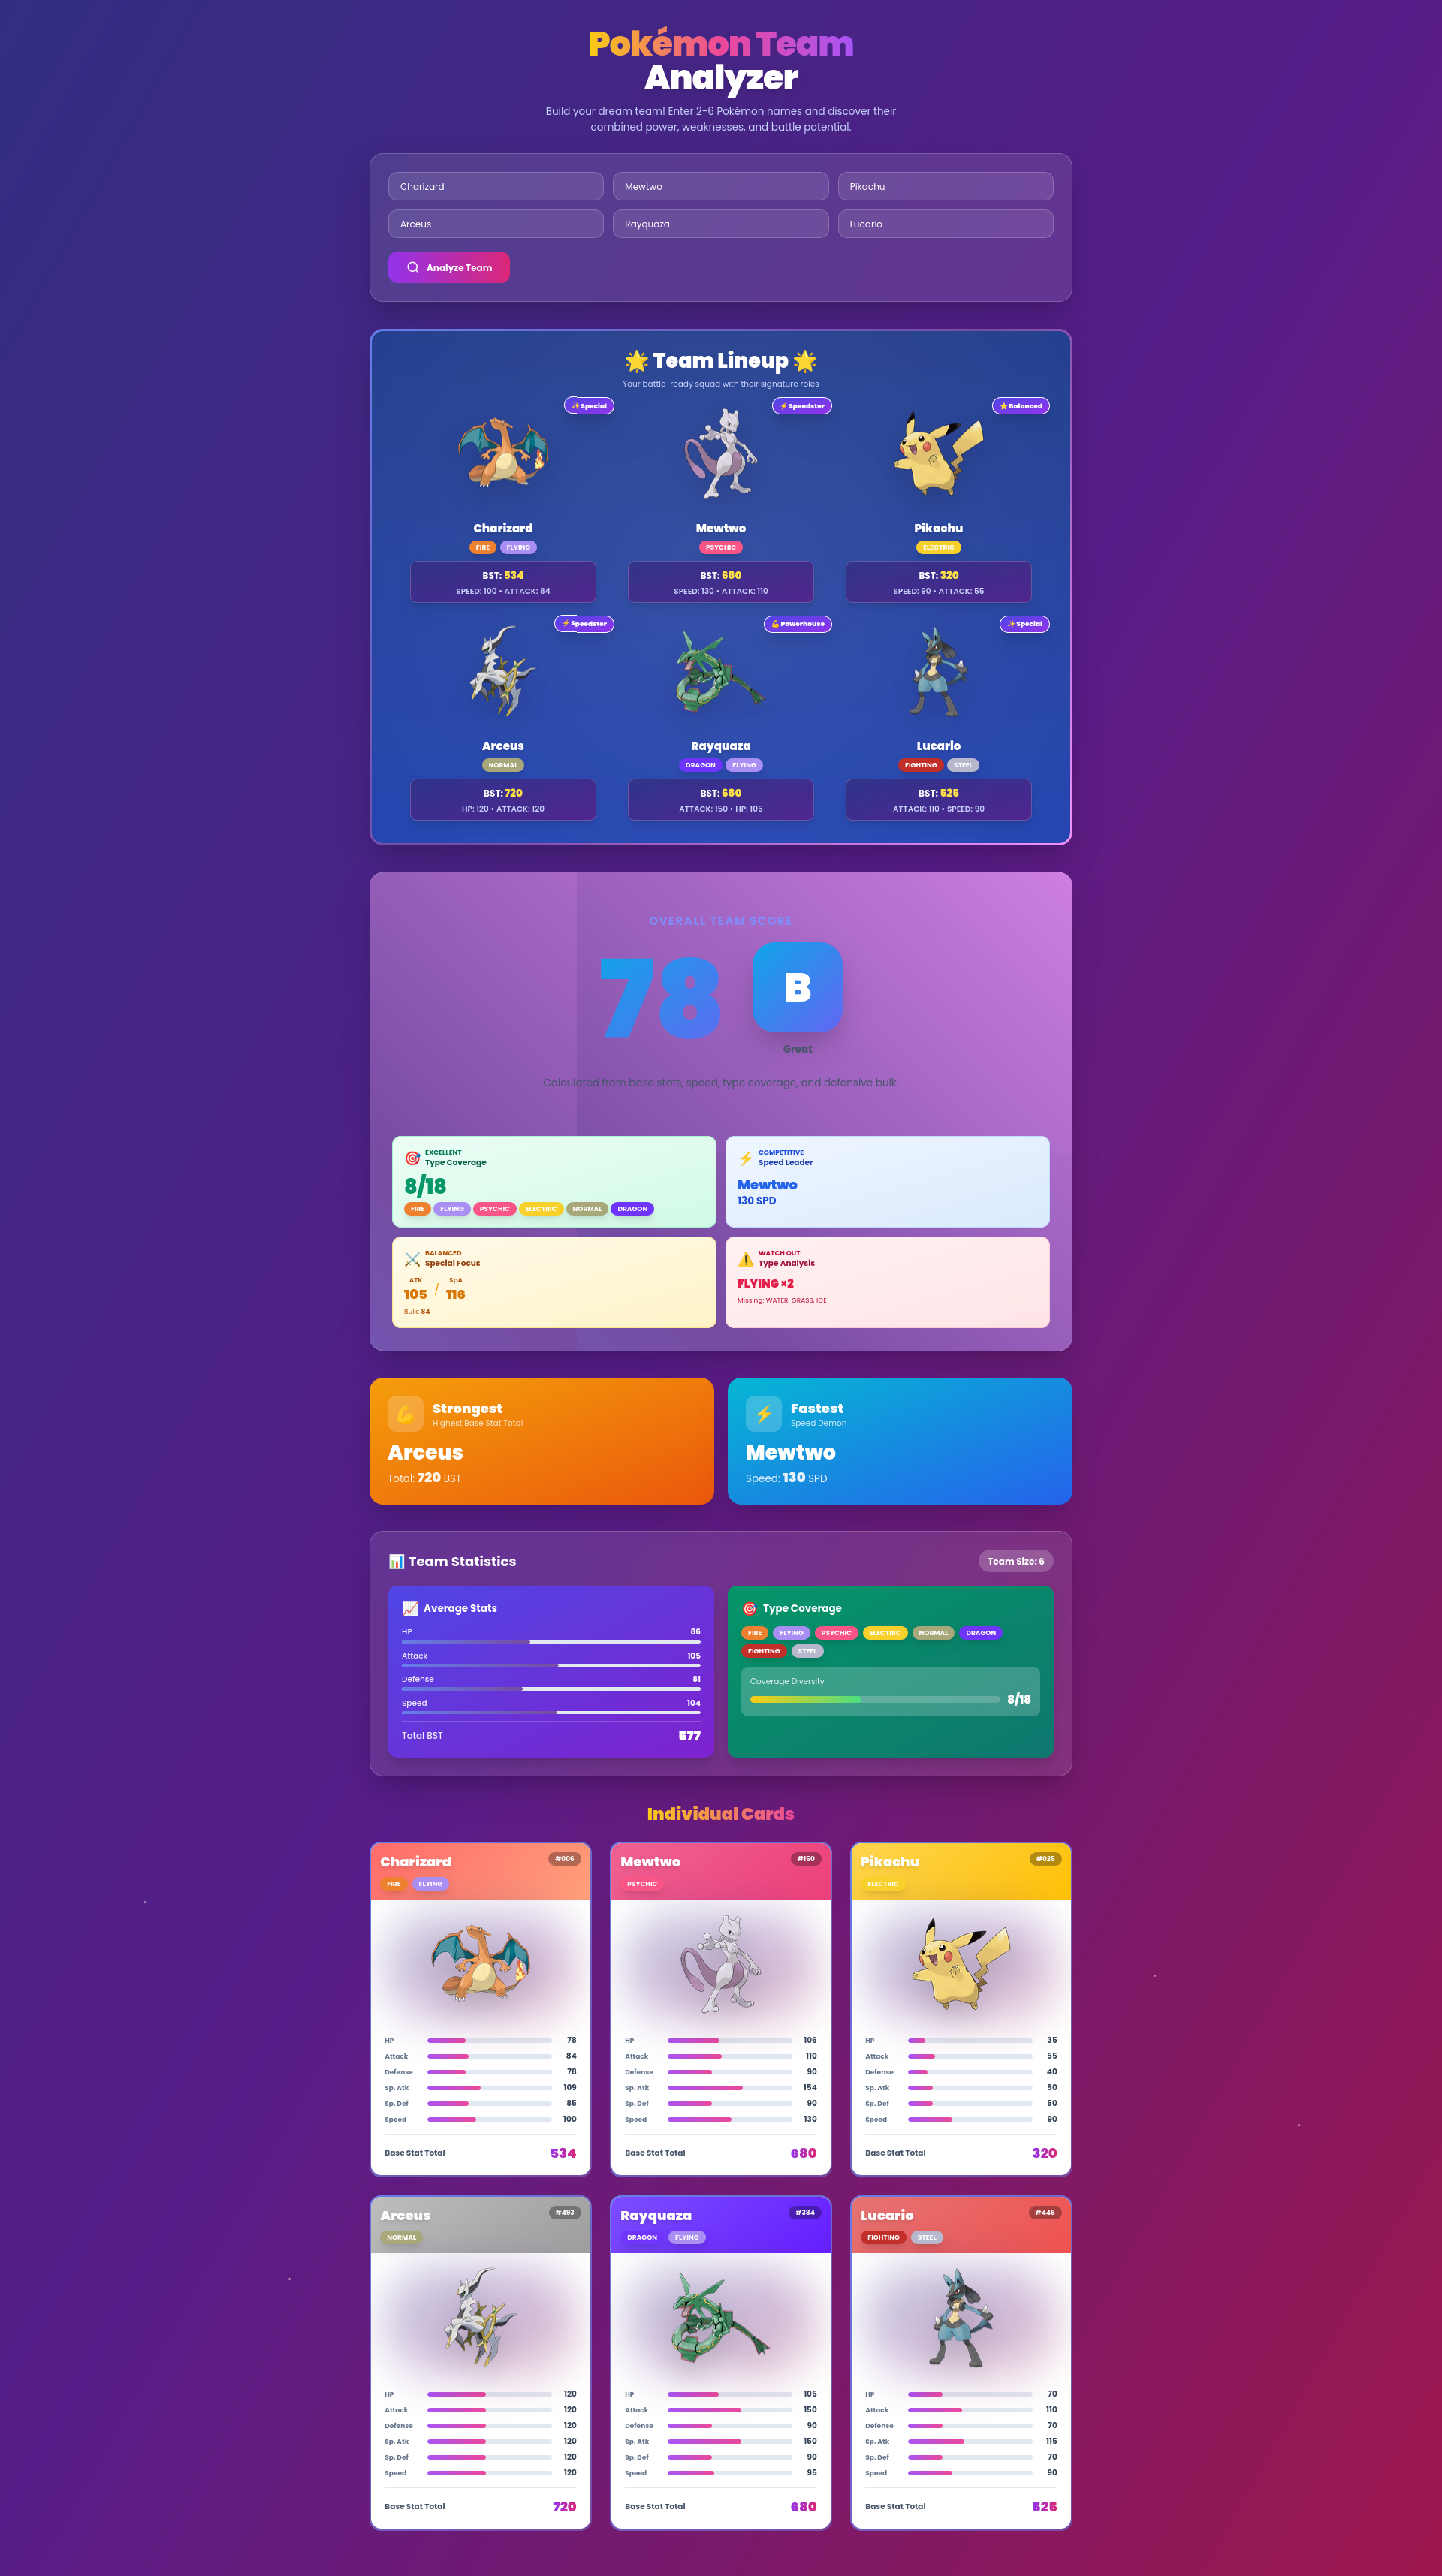 Pokémon Team
Analyzer
Build your dream team! Enter 2-6 Pokémon names and discover their
combined power, weaknesses, and battle potential.
Charizard
Mewtwo
Pikachu
Arceus
Rayquaza
Lucario
Analyze Team
🌟 Team Lineup 🌟
Your battle-ready squad with their signature roles
✨ Special
⚡ Speedster
⭐ Balanced
Charizard
Mewtwo
Pikachu
FIRE FLYING
PSYCHIC
ELECTRIC
BST: 534
BST: 680
BST: 320
SPEED: 100 • ATTACK: 84
SPEED: 130 • ATTACK: 110
SPEED: 90 • ATTACK: 55
⚡ Speedster
💪 Powerhouse
✨ Special
Arceus
Rayquaza
Lucario
NORMAL
DRAGON FLYING
FIGHTING STEEL
BST: 720
BST: 680
BST: 525
HP: 120 • ATTACK: 120
ATTACK: 150 • HP: 105
ATTACK: 110 • SPEED: 90
OVERALL TEAM SCORE
78
B
Great
Calculated from base stats, speed, type coverage, and defensive bulk.
🎯 EXCELLENT
Type Coverage
8/18
FIRE FLYING PSYCHIC ELECTRIC NORMAL DRAGON
⚡ COMPETITIVE
Speed Leader
Mewtwo
130 SPD
⚔️ BALANCED
Special Focus
ATK / SpA
105 116
Bulk: 84
⚠️ WATCH OUT
Type Analysis
FLYING ×2
Missing: WATER, GRASS, ICE
💪 Strongest
Highest Base Stat Total
Arceus
Total: 720 BST
⚡ Fastest
Speed Demon
Mewtwo
Speed: 130 SPD
📊 Team Statistics
Team Size: 6
📈 Average Stats
HP 86
Attack 105
Defense 81
Speed 104
Total BST 577
🎯 Type Coverage
FIRE FLYING PSYCHIC ELECTRIC NORMAL DRAGON
FIGHTING STEEL
Coverage Diversity
8/18
Individual Cards
Charizard #006
FIRE FLYING
HP 78
Attack 84
Defense 78
Sp. Atk 109
Sp. Def 85
Speed 100
Base Stat Total 534
Mewtwo #150
PSYCHIC
HP 106
Attack 110
Defense 90
Sp. Atk 154
Sp. Def 90
Speed 130
Base Stat Total 680
Pikachu #025
ELECTRIC
HP 35
Attack 55
Defense 40
Sp. Atk 50
Sp. Def 50
Speed 90
Base Stat Total 320
Arceus #493
NORMAL
HP 120
Attack 120
Defense 120
Sp. Atk 120
Sp. Def 120
Speed 120
Base Stat Total 720
Rayquaza #384
DRAGON FLYING
HP 105
Attack 150
Defense 90
Sp. Atk 150
Sp. Def 90
Speed 95
Base Stat Total 680
Lucario #448
FIGHTING STEEL
HP 70
Attack 110
Defense 70
Sp. Atk 115
Sp. Def 70
Speed 90
Base Stat Total 525